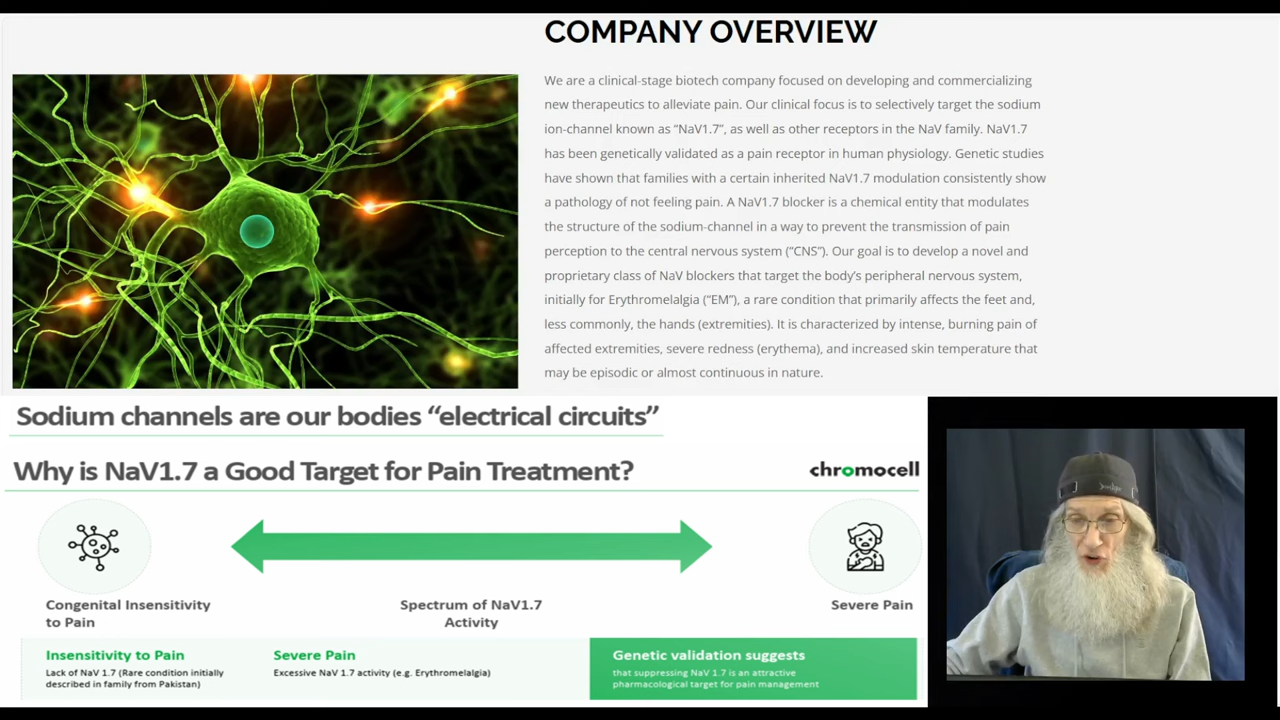 COMPANY OVERVIEW
We are a clinical-stage biotech company focused on developing and commercializing
new therapeutics to alleviate pain. Our clinical focus is to selectively target the sodium
ion-channel known as “NaV1.7”, as well as other receptors in the NaV family. NaV1.7
has been genetically validated as a pain receptor in human physiology. Genetic studies
have shown that families with a certain inherited NaV1.7 modulation consistently show
a pathology of not feeling pain. A NaV1.7 blocker is a chemical entity that modulates
the structure of the sodium-channel in a way to prevent the transmission of pain
perception to the central nervous system (“CNS”). Our goal is to develop a novel and
proprietary class of NaV blockers that target the body’s peripheral nervous system,
initially for Erythromelalgia (“EM”), a rare condition that primarily affects the feet and,
less commonly, the hands (extremities). It is characterized by intense, burning pain of
affected extremities, severe redness (erythema), and increased skin temperature that
may be episodic or almost continuous in nature.
Sodium channels are our bodies “electrical circuits”
Why is NaV1.7 a Good Target for Pain Treatment?
chromocell
Congenital Insensitivity
to Pain
Spectrum of NaV1.7
Activity
Severe Pain
Insensitivity to Pain
Lack of NaV 1.7 (Rare condition initially
described in family from Pakistan)
Severe Pain
Excessive NaV 1.7 activity (e.g. Erythromelalgia)
Genetic validation suggests
that suppressing NaV 1.7 is an attractive
pharmacological target for pain management